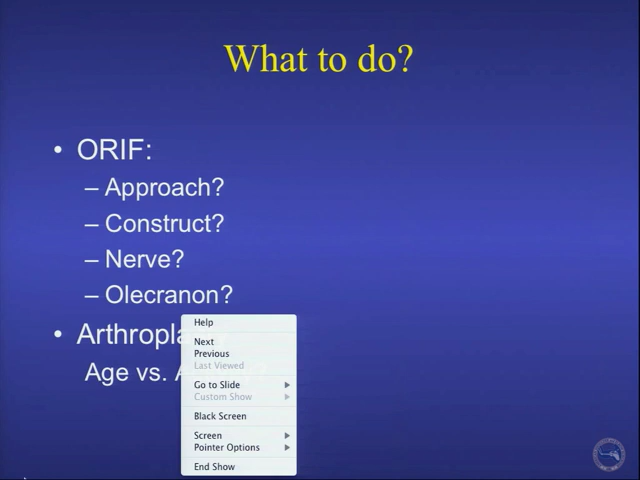 What to do?
• ORIF:
– Approach?
– Construct?
– Nerve?
– Olecranon?
• Arthropla
Age vs.
Help
Next
Previous
Last Viewed
Go to Slide
Custom Show
Black Screen
Screen
Pointer Options
End Show